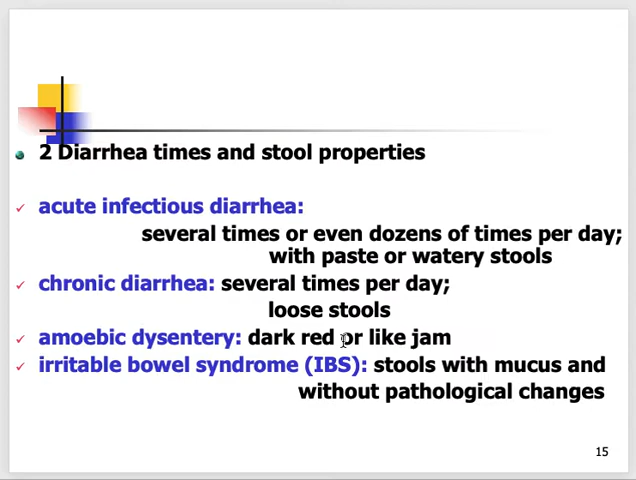 2 Diarrhea times and stool properties
acute infectious diarrhea:
several times or even dozens of times per day;
with paste or watery stools
chronic diarrhea: several times per day;
loose stools
amoebic dysentery: dark red or like jam
irritable bowel syndrome (IBS): stools with mucus and
without pathological changes
15